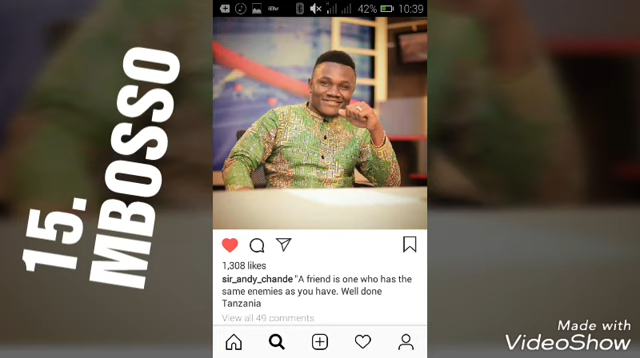 15.
MBOSSO
42% 10:39
1,308 likes
sir_andy_chande "A friend is one who has the
same enemies as you have. Well done
Tanzania
View all 49 comments
Made with
VideoShow